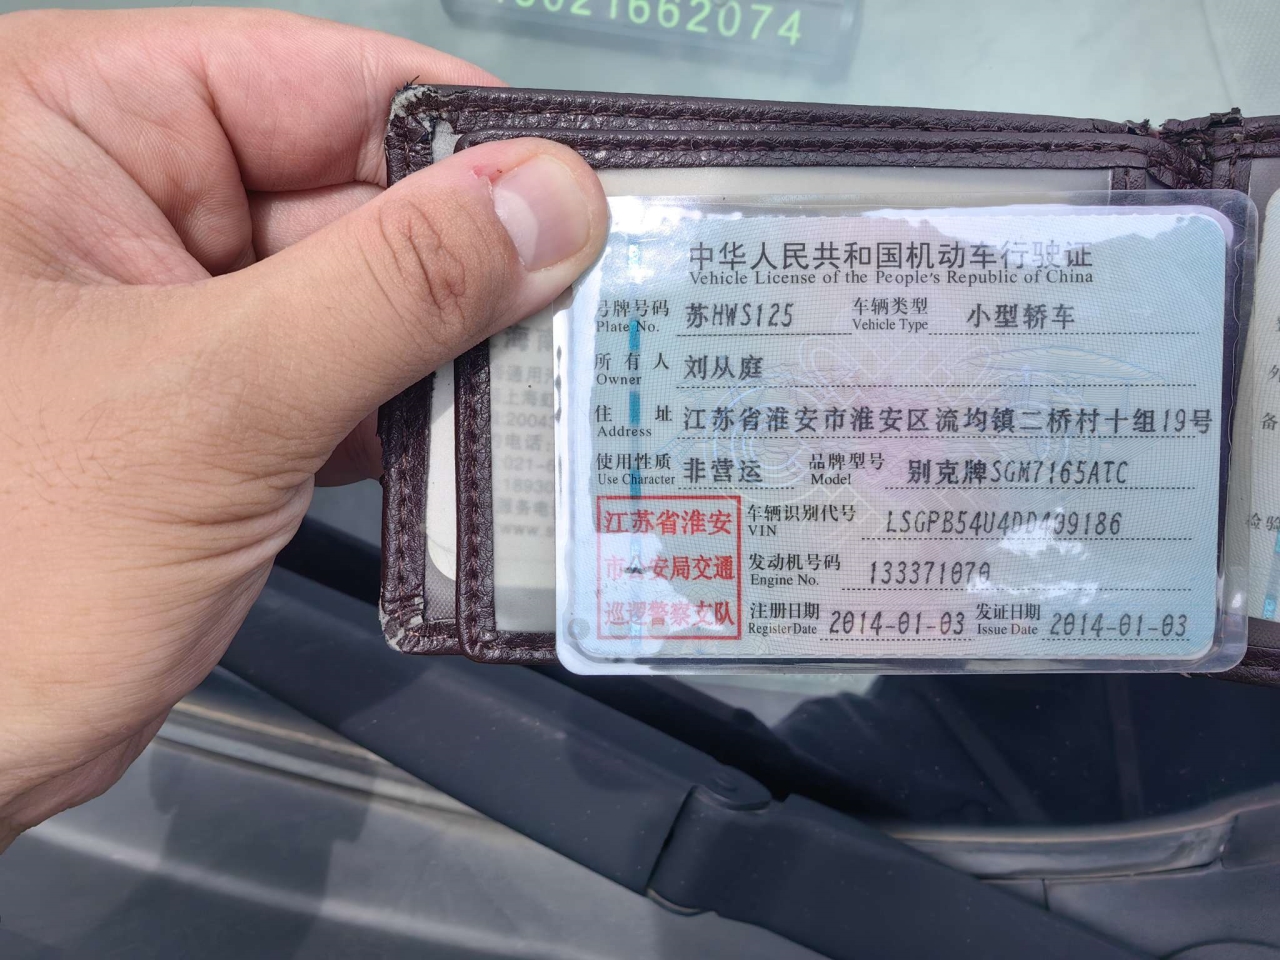 21662074
中华人民共和国机动车行驶证
Vehicle License of the People's Republic of China
号牌号码 苏HWS125 车辆类型 小型轿车
Plate No. Vehicle Type
所有人 刘从庭
Owner
住址 江苏省淮安市淮安区流均镇二桥村十组19号
Address
使用性质 非营运 品牌型号 别克牌SGM7165ATC
Use Character Model
江苏省淮安
市公安局交通
巡逻警察支队
车辆识别代号 LSGPB54U4DD409186
VIN
发动机号码 133371070
Engine No.
注册日期 2014-01-03 发证日期 2014-01-03
Register Date Issue Date